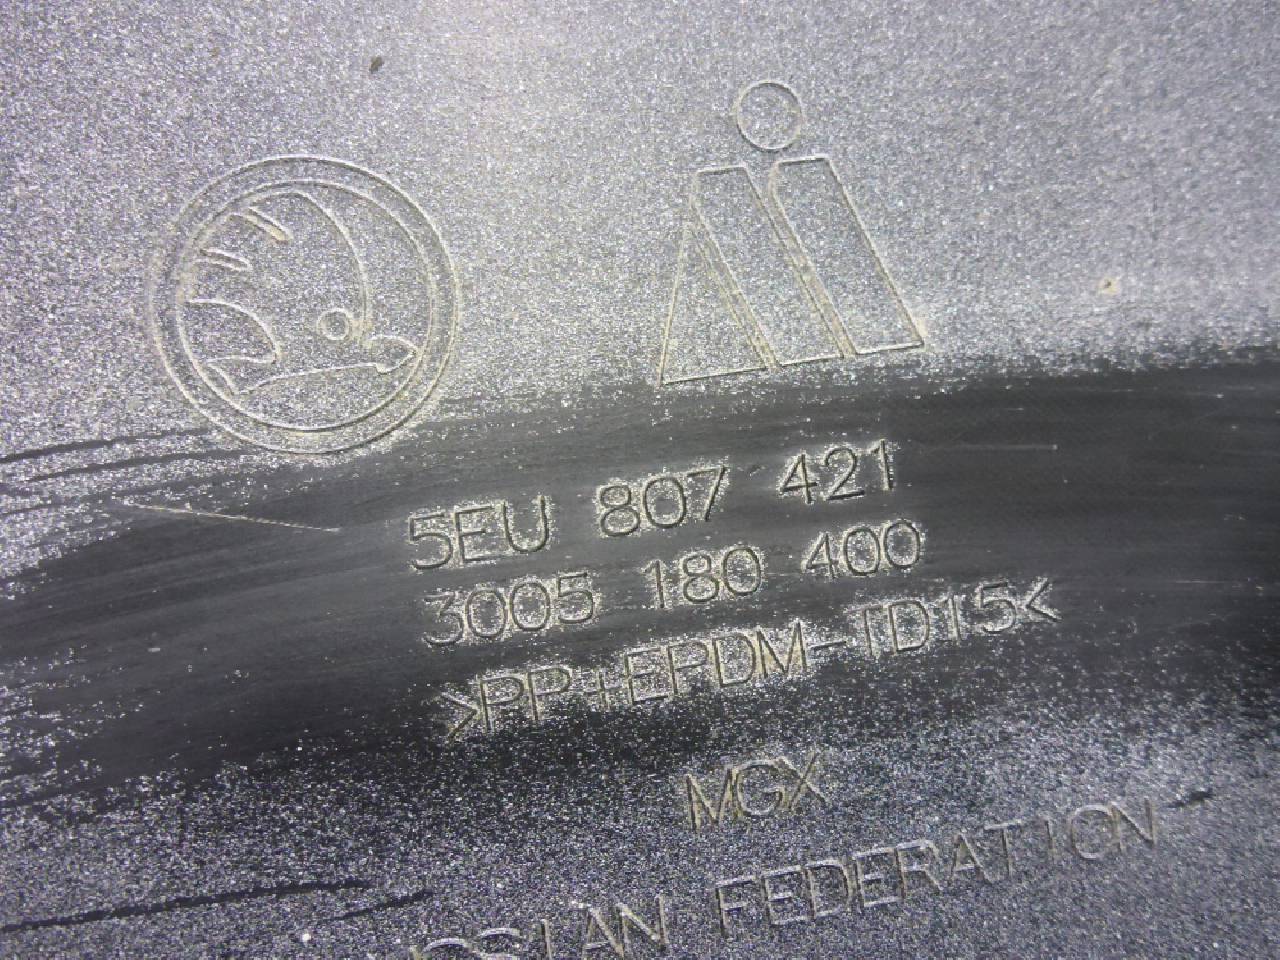 5EU 807 421
3005 180 400
>PP+EPDM-TD15<
MGX
FEDERATION